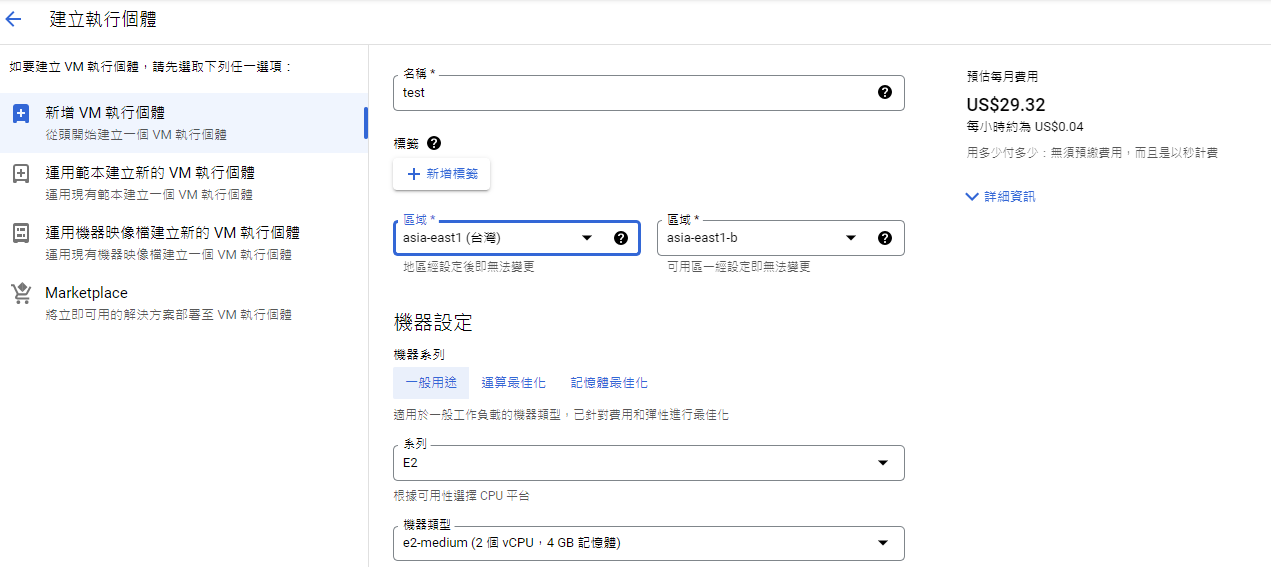 建立執行個體
如要建立 VM 執行個體，請先選取下列任一選項：
新增 VM 執行個體
從頭開始建立一個 VM 執行個體
運用範本建立新的 VM 執行個體
運用現有範本建立一個 VM 執行個體
運用機器映像檔建立新的 VM 執行個體
運用現有機器映像檔建立一個 VM 執行個體
Marketplace
將立即可用的解決方案部署至 VM 執行個體
名稱 *
test
標籤
新增標籤
區域 *
asia-east1 (台灣)
地區經設定後即無法變更
區域 *
asia-east1-b
可用區一經設定即無法變更
機器設定
機器系列
一般用途 運算最佳化 記憶體最佳化
適用於一般工作負載的機器類型，已針對費用和彈性進行最佳化
系列
E2
根據可用性選擇 CPU 平台
機器類型
e2-medium (2 個 vCPU，4 GB 記憶體)
預估每月費用
US$29.32
每小時約為 US$0.04
用多少付多少：無須預繳費用，而且是以秒計費
詳細資訊